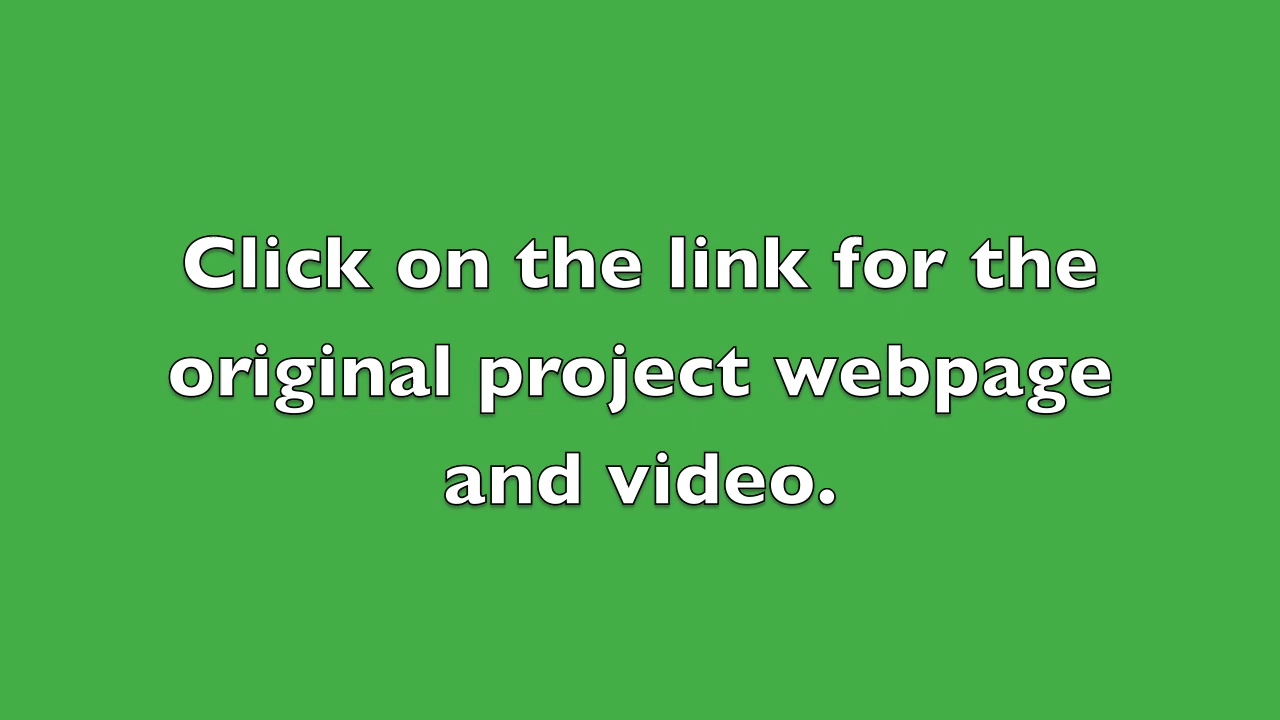 Click on the link for the
original project webpage
and video.